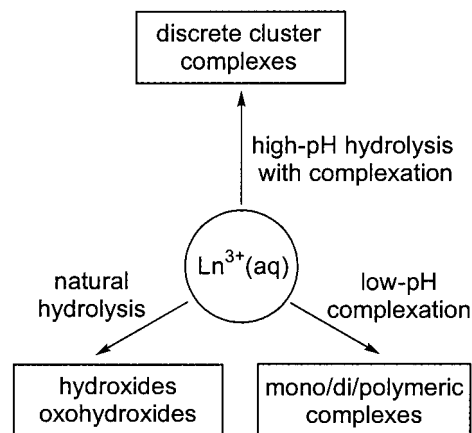 discrete cluster
complexes
high-pH hydrolysis
with complexation
Ln³⁺(aq)
natural
hydrolysis
low-pH
complexation
hydroxides
oxohydroxides
mono/di/polymeric
complexes